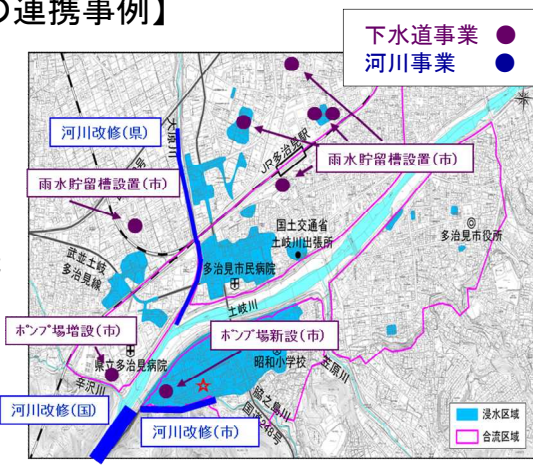 の連携事例】
下水道事業 ●
河川事業 ●
河川改修(県)
大原川
JR多治見駅
雨水貯留槽設置(市)
雨水貯留槽設置(市)
国土交通省
土岐川出張所
多治見市役所
武並土岐
多治見線
多治見市民病院
土岐川
ポンプ場増設(市)
ポンプ場新設(市)
県立多治見病院
昭和小学校
笠原川
辛沢川
脇之島川
河川改修(国)
河川改修(市)
国道248号
浸水区域
合流区域